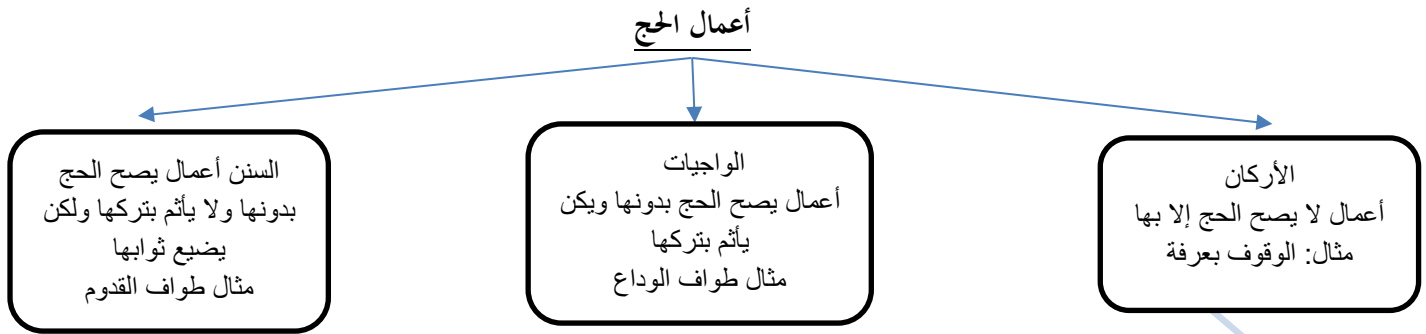 أعمال الحج
الأركان
أعمال لا يصح الحج إلا بها
مثال: الوقوف بعرفة
الواجبات
أعمال يصح الحج بدونها ويكن
يأثم بتركها
مثال طواف الوداع
السنن أعمال يصح الحج
بدونها ولا يأثم بتركها ولكن
يضيع ثوابها
مثال طواف القدوم